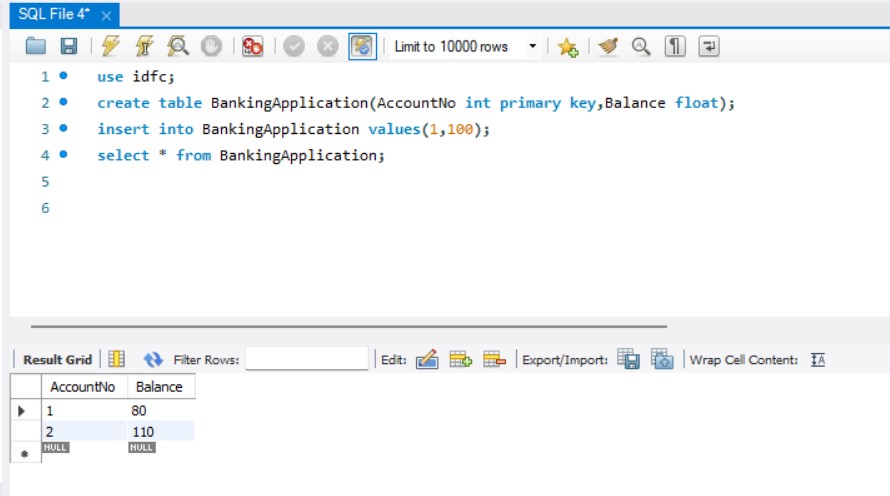 SQL File 4*
Limit to 10000 rows
1 use idfc;
2 create table BankingApplication(AccountNo int primary key,Balance float);
3 insert into BankingApplication values(1,100);
4 select * from BankingApplication;
5
6
Result Grid Filter Rows: Edit: Export/Import: Wrap Cell Content: IA
AccountNo Balance
1 80
2 110
NULL NULL